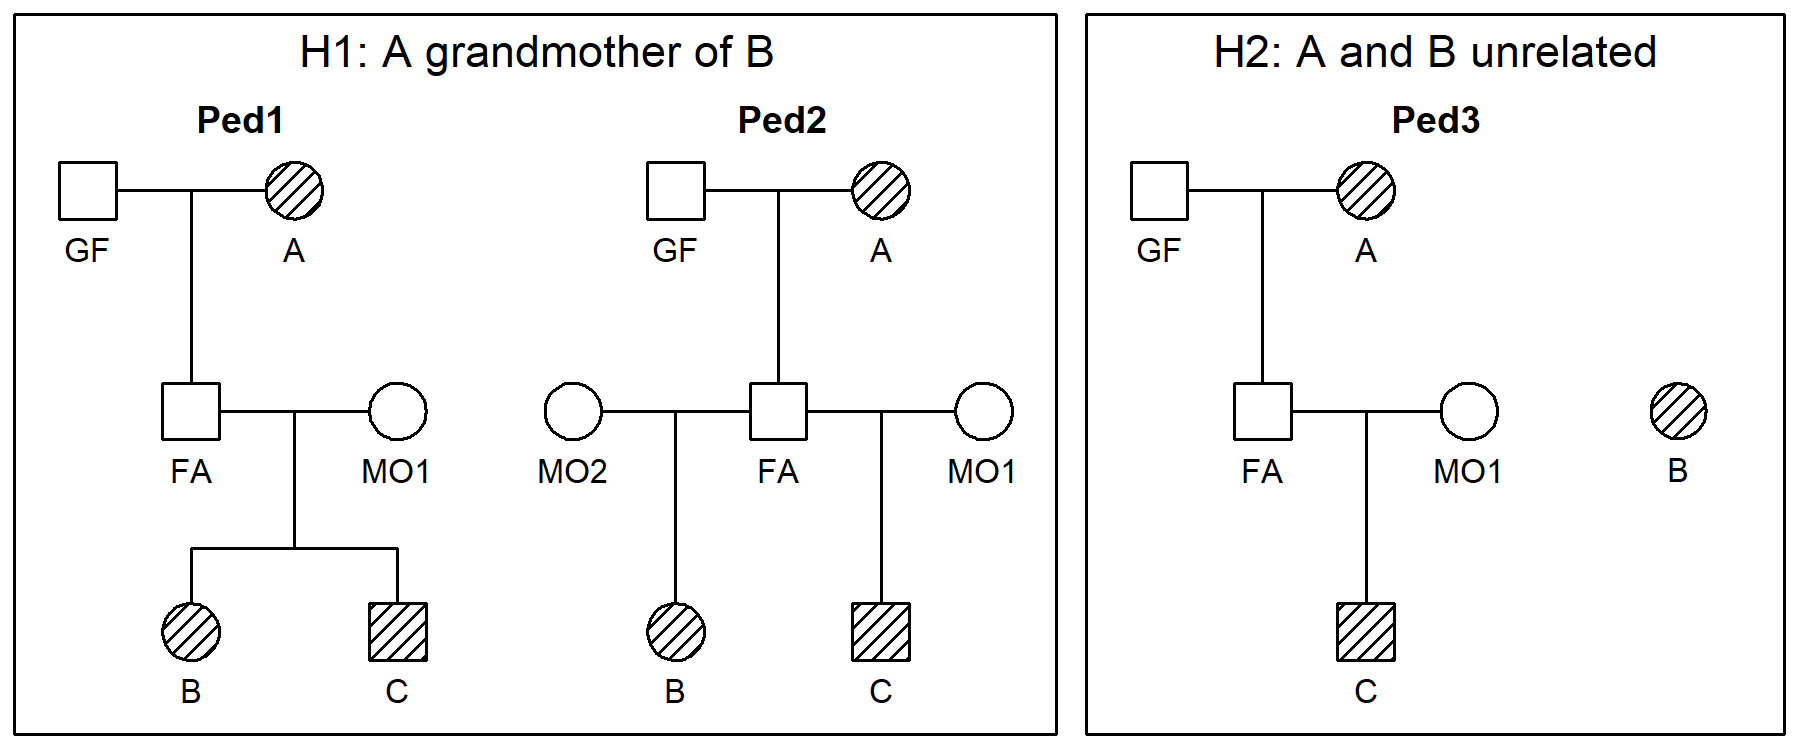 H1: A grandmother of B
Ped1
Ped2
GF
A
GF
A
FA
MO1
MO2
FA
MO1
B
C
B
C
H2: A and B unrelated
Ped3
GF
A
FA
MO1
B
C